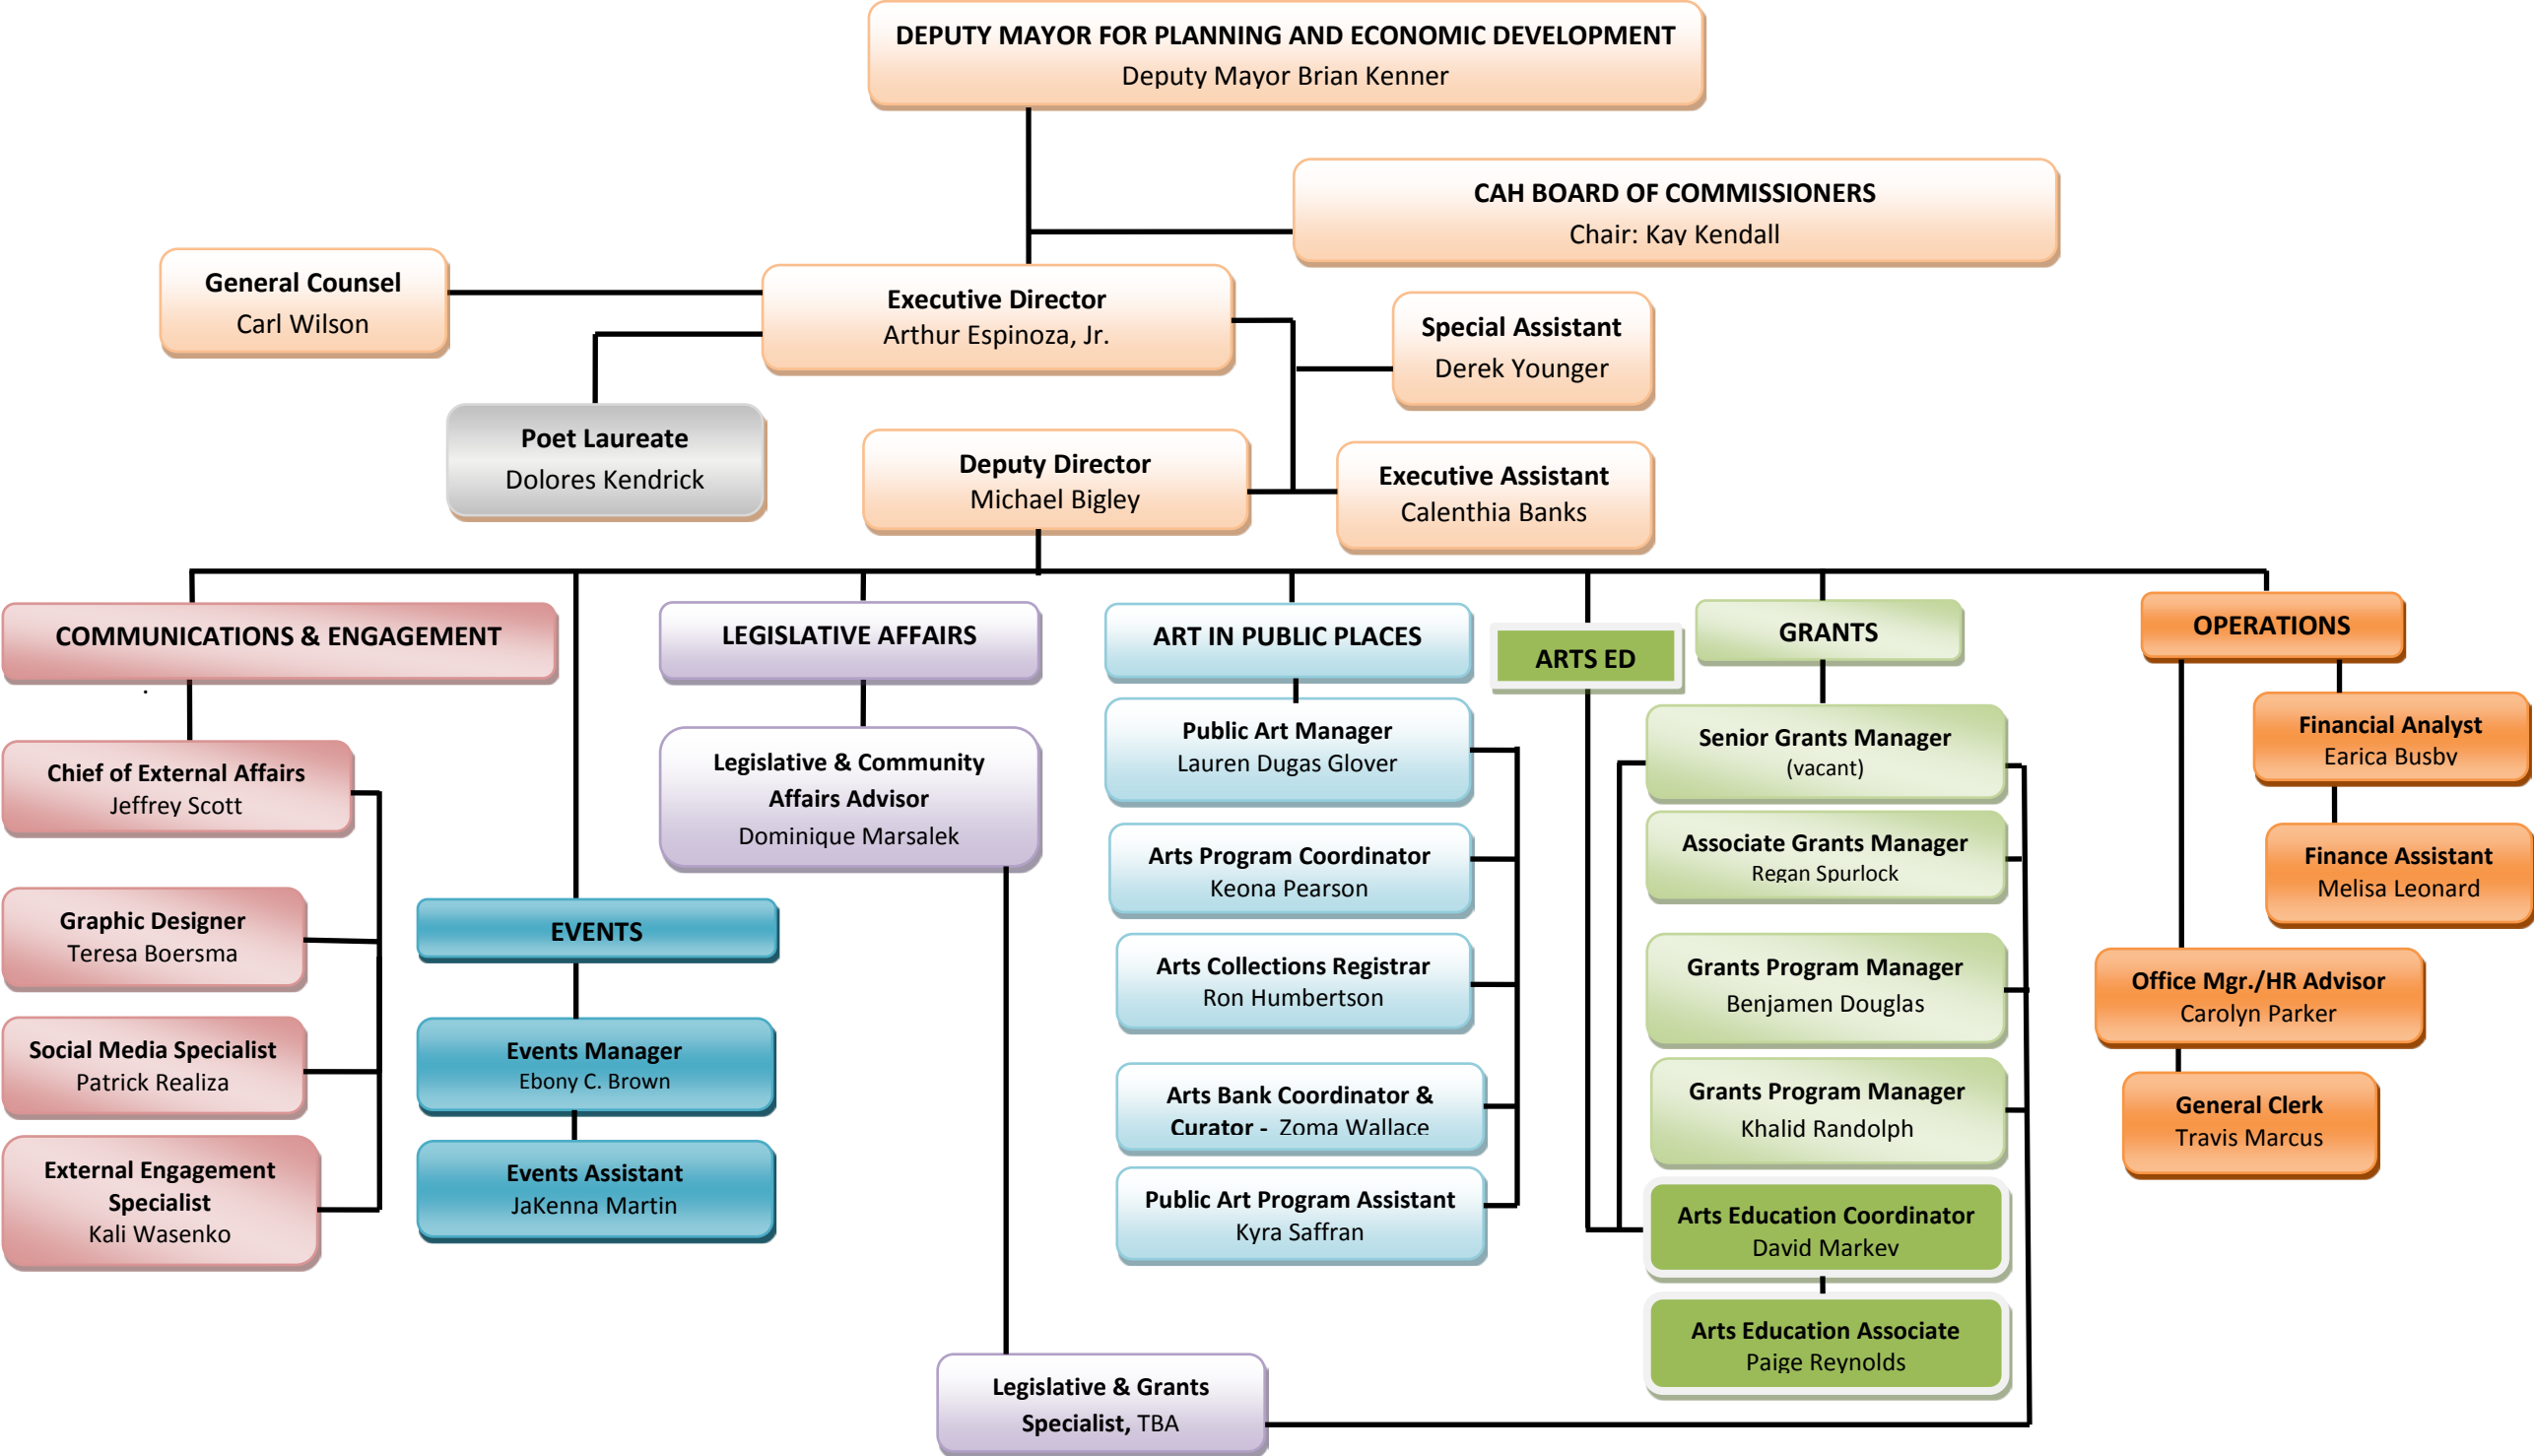 DEPUTY MAYOR FOR PLANNING AND ECONOMIC DEVELOPMENT
Deputy Mayor Brian Kenner
CAH BOARD OF COMMISSIONERS
Chair: Kay Kendall
General Counsel
Carl Wilson
Executive Director
Arthur Espinoza, Jr.
Special Assistant
Derek Younger
Poet Laureate
Dolores Kendrick
Deputy Director
Michael Bigley
Executive Assistant
Calenthia Banks
COMMUNICATIONS & ENGAGEMENT
Chief of External Affairs
Jeffrey Scott
Graphic Designer
Teresa Boersma
Social Media Specialist
Patrick Realiza
External Engagement
Specialist
Kali Wasenko
EVENTS
Events Manager
Ebony C. Brown
Events Assistant
JaKenna Martin
LEGISLATIVE AFFAIRS
Legislative & Community
Affairs Advisor
Dominique Marsalek
Legislative & Grants
Specialist, TBA
ART IN PUBLIC PLACES
Public Art Manager
Lauren Dugas Glover
Arts Program Coordinator
Keona Pearson
Arts Collections Registrar
Ron Humbertson
Arts Bank Coordinator &
Curator - Zoma Wallace
Public Art Program Assistant
Kyra Saffran
ARTS ED
GRANTS
Senior Grants Manager
(vacant)
Associate Grants Manager
Regan Spurlock
Grants Program Manager
Benjamen Douglas
Grants Program Manager
Khalid Randolph
Arts Education Coordinator
David Markey
Arts Education Associate
Paige Reynolds
OPERATIONS
Financial Analyst
Earica Busby
Finance Assistant
Melisa Leonard
Office Mgr./HR Advisor
Carolyn Parker
General Clerk
Travis Marcus